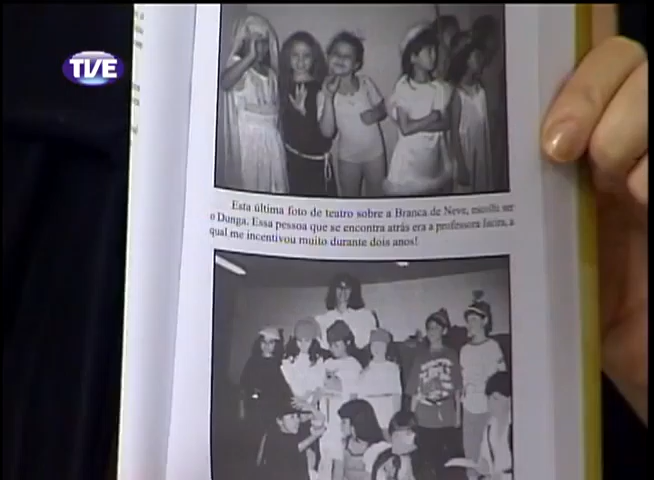 TVE
Esta última foto de teatro sobre a Branca de Neve, escolhi ser
o Dunga. Essa pessoa que se encontra atrás era a professora Jacira, a
qual me incentivou muito durante dois anos!